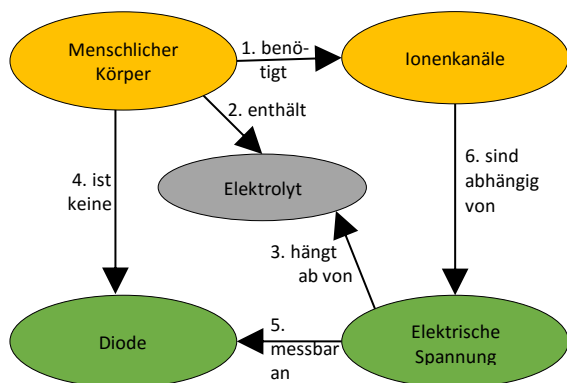 Menschlicher
Körper
1. benö-
tigt
Ionenkanäle
2. enthält
4. ist
keine
Elektrolyt
6. sind
abhängig
von
3. hängt
ab von
Diode
5.
messbar
an
Elektrische
Spannung